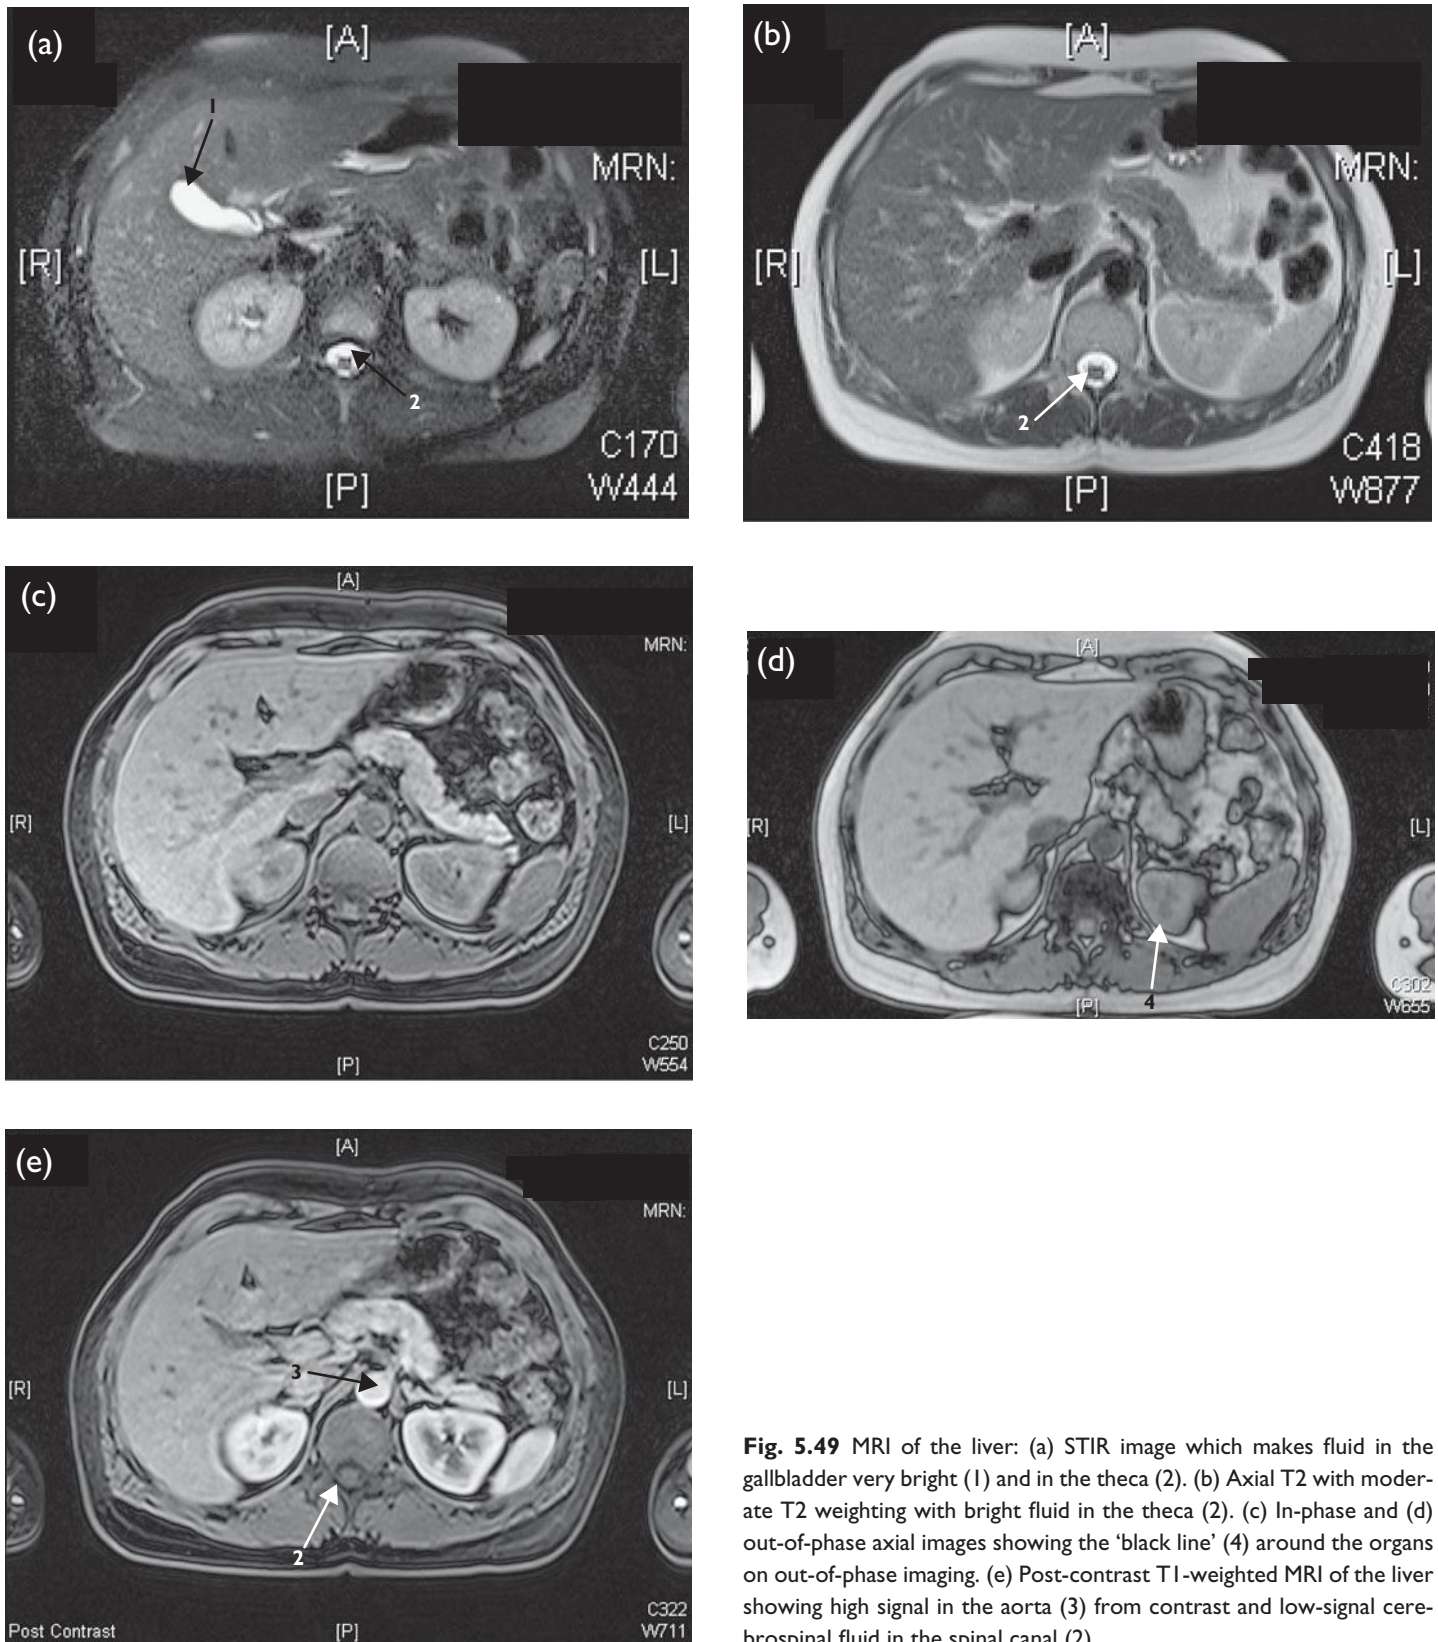 (a)
[A]
1
MRN:
[R]
[L]
2
C170
W444
[P]
(b)
[A]
MRN:
[R]
[L]
2
C418
W877
[P]
(c)
[A]
MRN:
[R]
[L]
C250
W554
[P]
(d)
[A]
[R]
[L]
4
C302
W655
[P]
(e)
[A]
MRN:
3
[R]
[L]
2
C322
W711
Post Contrast
[P]
Fig. 5.49 MRI of the liver: (a) STIR image which makes fluid in the
gallbladder very bright (1) and in the theca (2). (b) Axial T2 with moder-
ate T2 weighting with bright fluid in the theca (2). (c) In-phase and (d)
out-of-phase axial images showing the ‘black line’ (4) around the organs
on out-of-phase imaging. (e) Post-contrast T1-weighted MRI of the liver
showing high signal in the aorta (3) from contrast and low-signal cere-
brospinal fluid in the spinal canal (2).